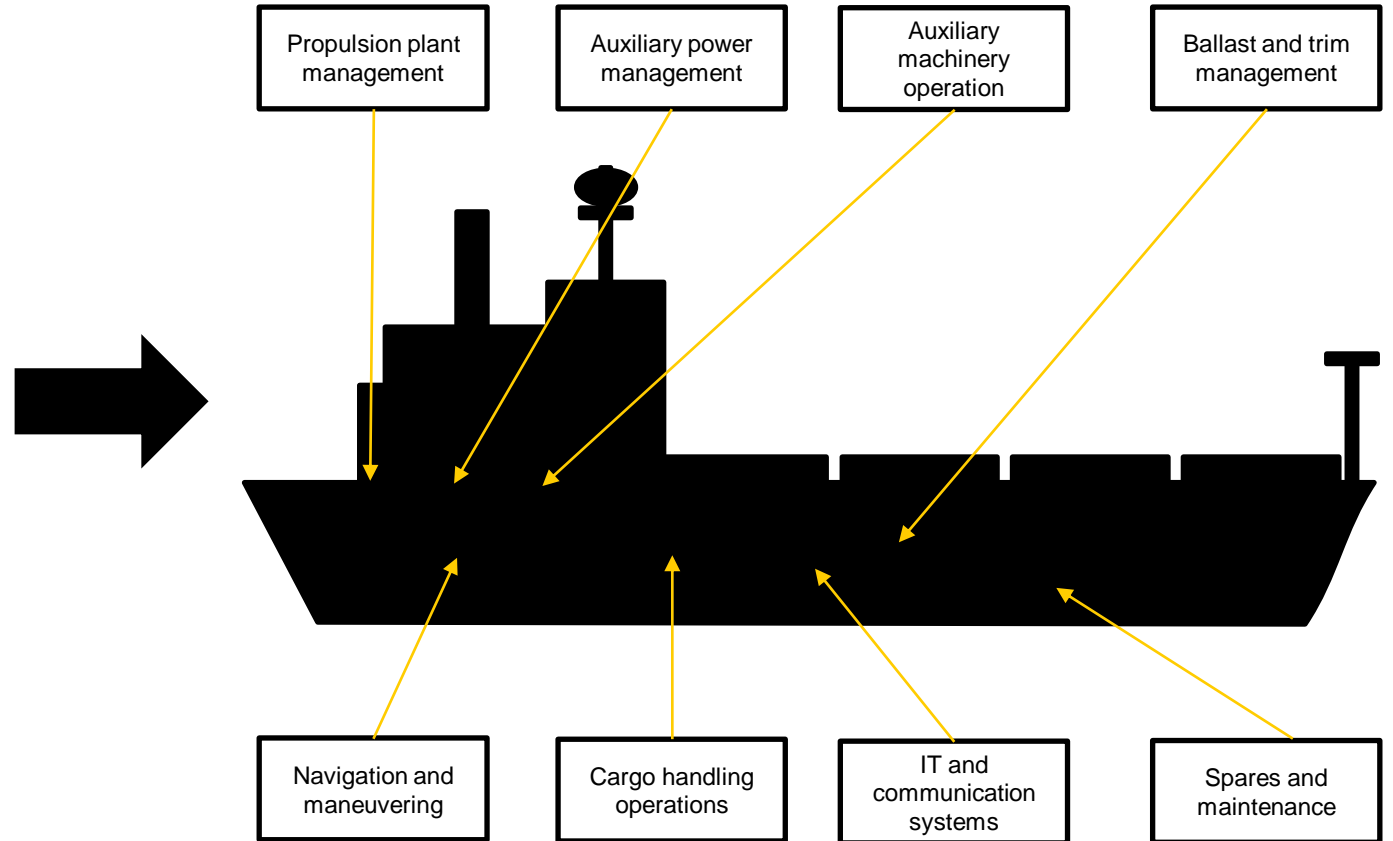 Propulsion plant
management
Auxiliary power
management
Auxiliary
machinery
operation
Ballast and trim
management
Navigation and
maneuvering
Cargo handling
operations
IT and
communication
systems
Spares and
maintenance